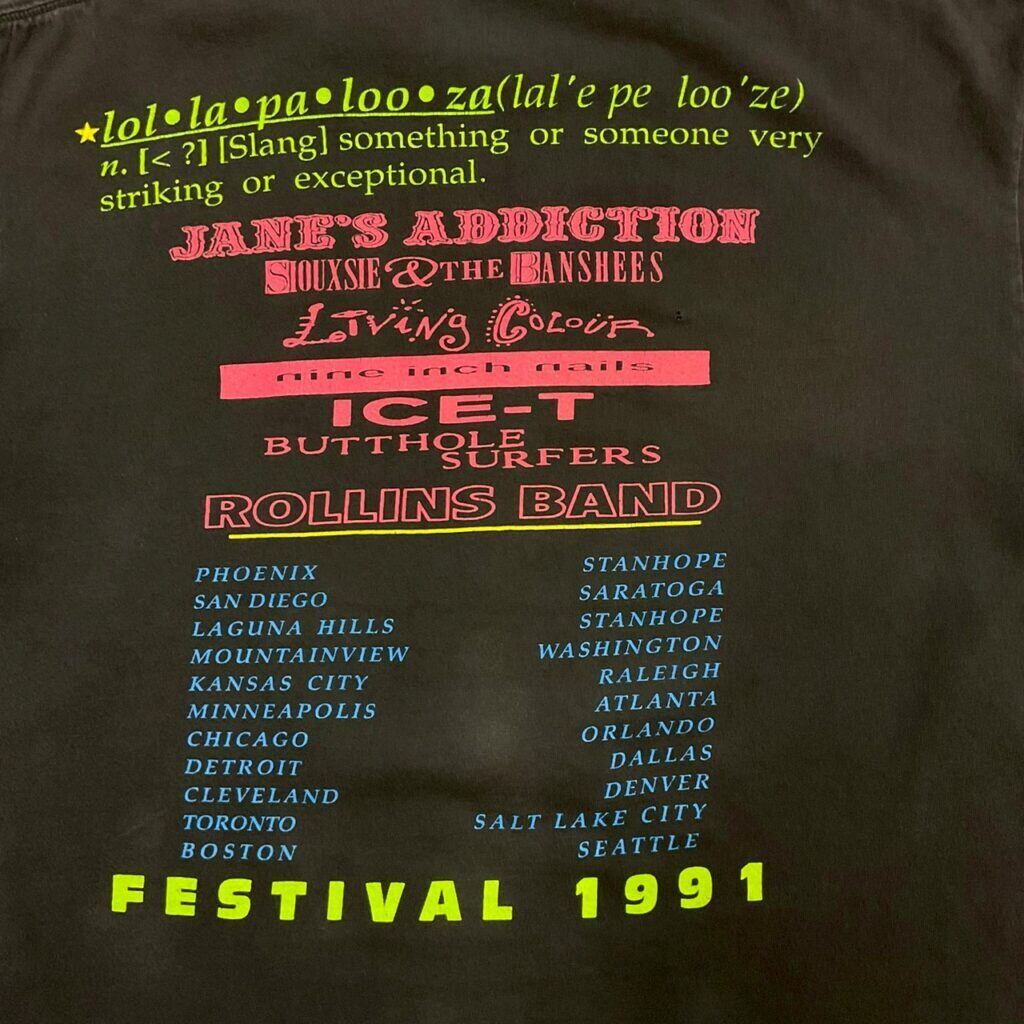 lol•la•pa•loo•za(lal'e pe loo'ze)
n. [< ?] [Slang] something or someone very
striking or exceptional.
JANE'S ADDICTION
SIOUXSIE & THE BANSHEES
LIVING COLOUR
nine inch nails
ICE-T
BUTTHOLE
SURFERS
ROLLINS BAND
PHOENIX
SAN DIEGO
LAGUNA HILLS
MOUNTAINVIEW
KANSAS CITY
MINNEAPOLIS
CHICAGO
DETROIT
CLEVELAND
TORONTO
BOSTON
STANHOPE
SARATOGA
STANHOPE
WASHINGTON
RALEIGH
ATLANTA
ORLANDO
DALLAS
DENVER
SALT LAKE CITY
SEATTLE
FESTIVAL 1991